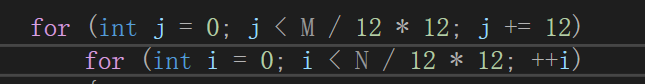 for (int j = 0; j < M / 12 * 12; j += 12)
for (int i = 0; i < N / 12 * 12; ++i)